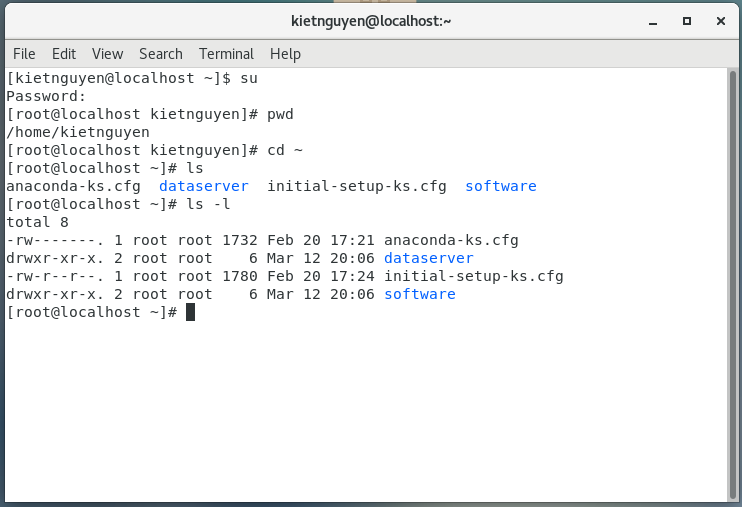 kietnguyen@localhost:~
File Edit View Search Terminal Help
[kietnguyen@localhost ~]$ su
Password:
[root@localhost kietnguyen]# pwd
/home/kietnguyen
[root@localhost kietnguyen]# cd ~
[root@localhost ~]# ls
anaconda-ks.cfg  dataserver  initial-setup-ks.cfg  software
[root@localhost ~]# ls -l
total 8
-rw-------. 1 root root 1732 Feb 20 17:21 anaconda-ks.cfg
drwxr-xr-x. 2 root root    6 Mar 12 20:06 dataserver
-rw-r--r--. 1 root root 1780 Feb 20 17:24 initial-setup-ks.cfg
drwxr-xr-x. 2 root root    6 Mar 12 20:06 software
[root@localhost ~]#